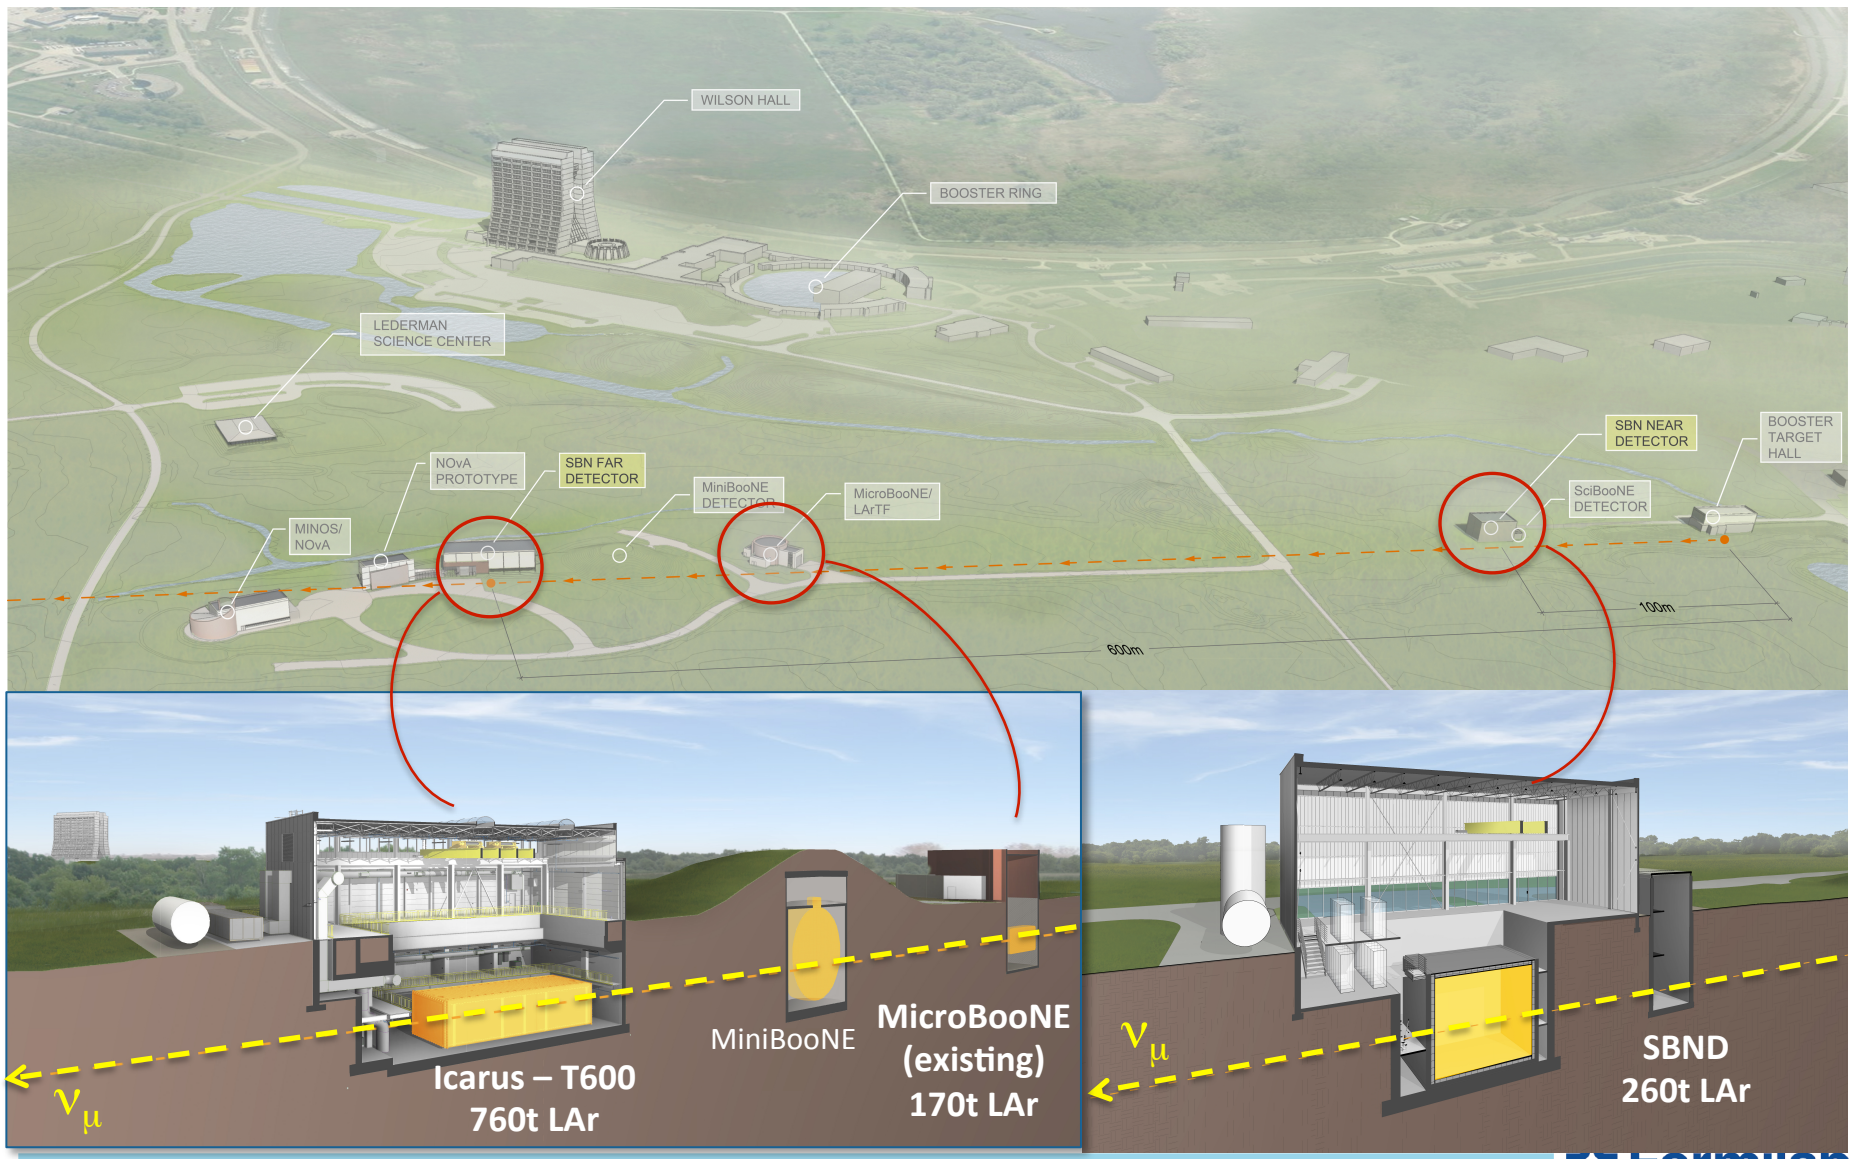 WILSON HALL
BOOSTER RING
LEDERMAN
SCIENCE CENTER
SBN NEAR
DETECTOR
BOOSTER
TARGET
HALL
NOvA
PROTOTYPE
SBN FAR
DETECTOR
MiniBooNE
DETECTOR
MicroBooNE/
LArTF
SciBooNE
DETECTOR
MINOS/
NOvA
100m
600m
MiniBooNE
MicroBooNE
(existing)
170t LAr
Icarus – T600
760t LAr
νμ
νμ
SBND
260t LAr